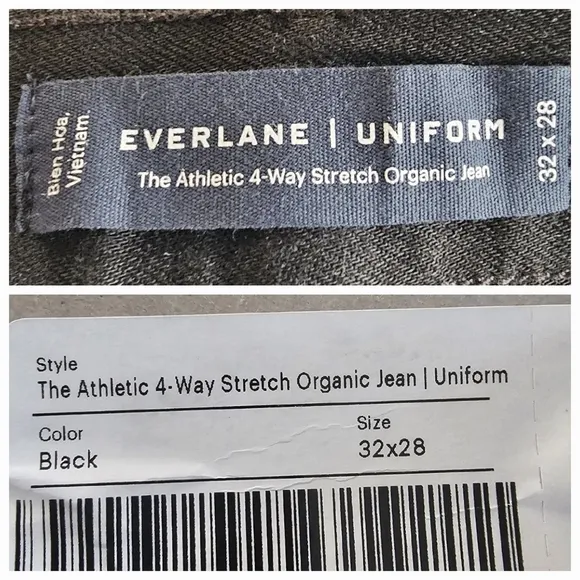 Bien Hoa,
Vietnam
EVERLANE | UNIFORM
The Athletic 4-Way Stretch Organic Jean
32 x 28
Style
The Athletic 4-Way Stretch Organic Jean | Uniform
Color
Black
Size
32x28